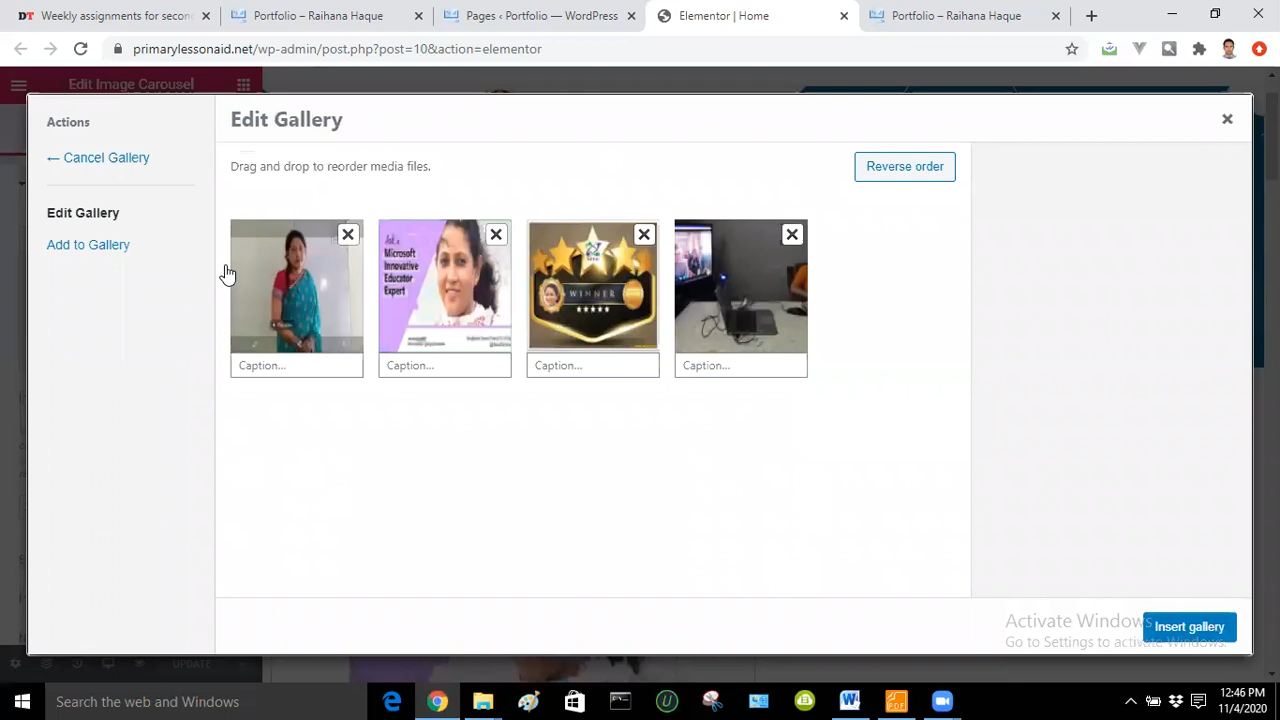 Weekly assignments for secon
Portfolio – Raihana Haque
Pages ‹ Portfolio — WordPress
Elementor | Home
Portfolio – Raihana Haque
primarylessonaid.net/wp-admin/post.php?post=10&action=elementor
Edit Image Carousel
Actions
← Cancel Gallery
Edit Gallery
Add to Gallery
Edit Gallery
Drag and drop to reorder media files.
Reverse order
Microsoft
Innovative
Educator
Expert
WINNER
Caption...
Caption...
Caption...
Caption...
Activate Windows
Go to Settings to activate Windows.
Insert gallery
UPDATE
Search the web and Windows
12:46 PM
11/4/2020